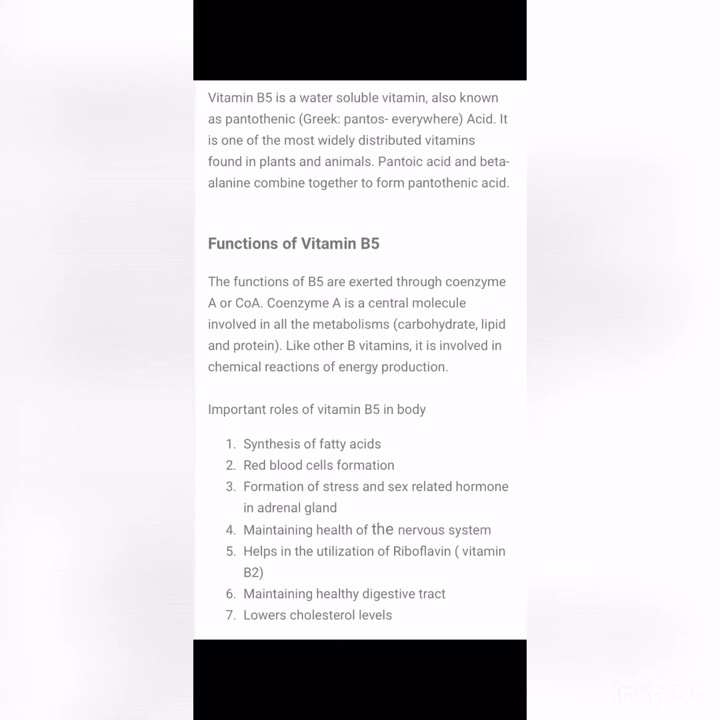 Vitamin B5 is a water soluble vitamin, also known
as pantothenic (Greek: pantos- everywhere) Acid. It
is one of the most widely distributed vitamins
found in plants and animals. Pantoic acid and beta-
alanine combine together to form pantothenic acid.
Functions of Vitamin B5
The functions of B5 are exerted through coenzyme
A or CoA. Coenzyme A is a central molecule
involved in all the metabolisms (carbohydrate, lipid
and protein). Like other B vitamins, it is involved in
chemical reactions of energy production.
Important roles of vitamin B5 in body
1. Synthesis of fatty acids
2. Red blood cells formation
3. Formation of stress and sex related hormone
in adrenal gland
4. Maintaining health of the nervous system
5. Helps in the utilization of Riboflavin ( vitamin
B2)
6. Maintaining healthy digestive tract
7. Lowers cholesterol levels